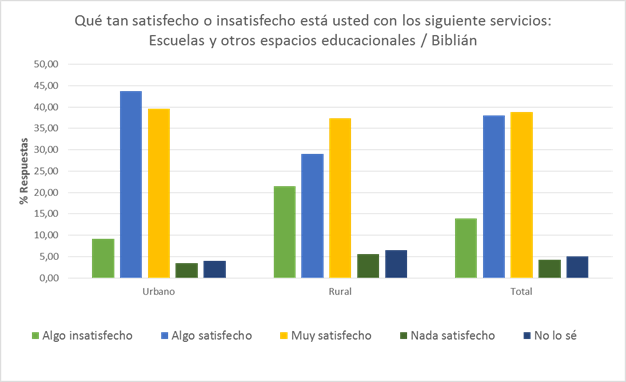 Qué tan satisfecho o insatisfecho está usted con los siguiente servicios:
Escuelas y otros espacios educacionales / Biblián
% Respuestas
50,00
45,00
40,00
35,00
30,00
25,00
20,00
15,00
10,00
5,00
0,00
Urbano Rural Total
Algo insatisfecho Algo satisfecho Muy satisfecho Nada satisfecho No lo sé